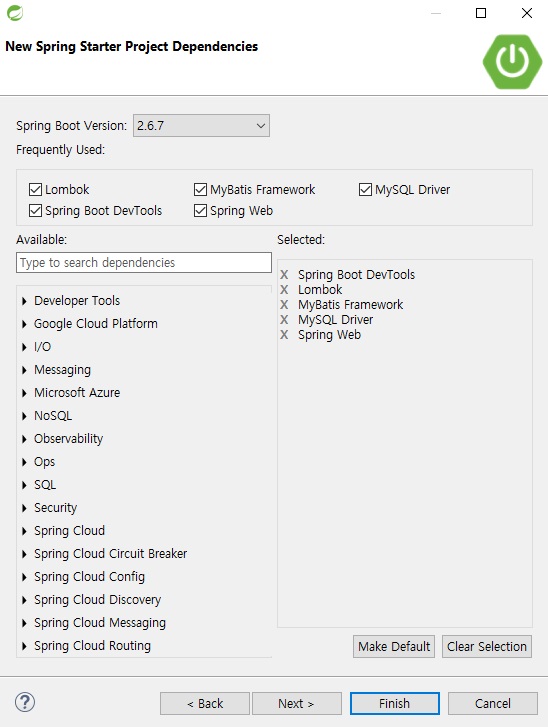 New Spring Starter Project Dependencies
Spring Boot Version: 2.6.7
Frequently Used:
Lombok MyBatis Framework MySQL Driver
Spring Boot DevTools Spring Web
Available:
Type to search dependencies
Developer Tools
Google Cloud Platform
I/O
Messaging
Microsoft Azure
NoSQL
Observability
Ops
SQL
Security
Spring Cloud
Spring Cloud Circuit Breaker
Spring Cloud Config
Spring Cloud Discovery
Spring Cloud Messaging
Spring Cloud Routing
Selected:
X Spring Boot DevTools
X Lombok
X MyBatis Framework
X MySQL Driver
X Spring Web
Make Default Clear Selection
? < Back Next > Finish Cancel